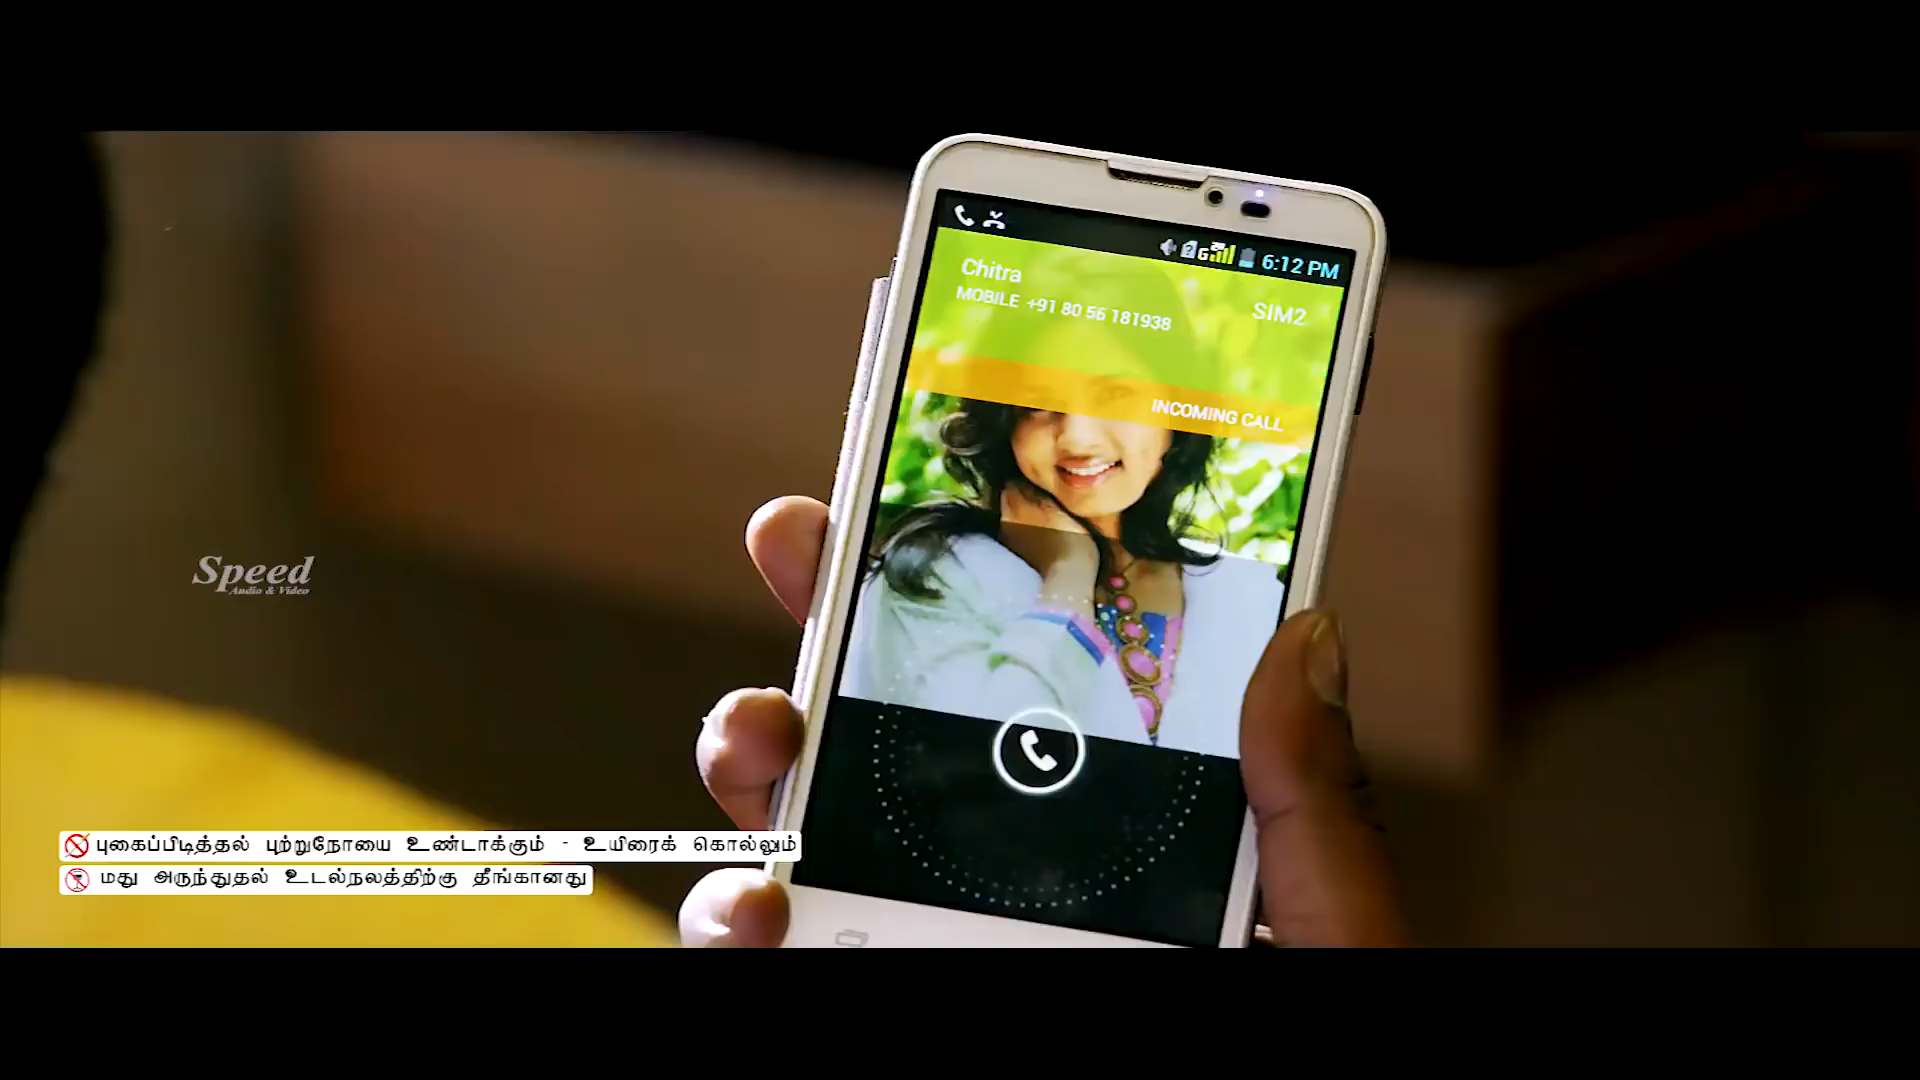 6:12 PM
Chitra
MOBILE +91 80 56 181938
SIM2
INCOMING CALL
Speed
Audio & Video
புகைப்பிடித்தல் புற்றுநோயை உண்டாக்கும் - உயிரைக் கொல்லும்
மது அருந்துதல் உடல்நலத்திற்கு தீங்கானது